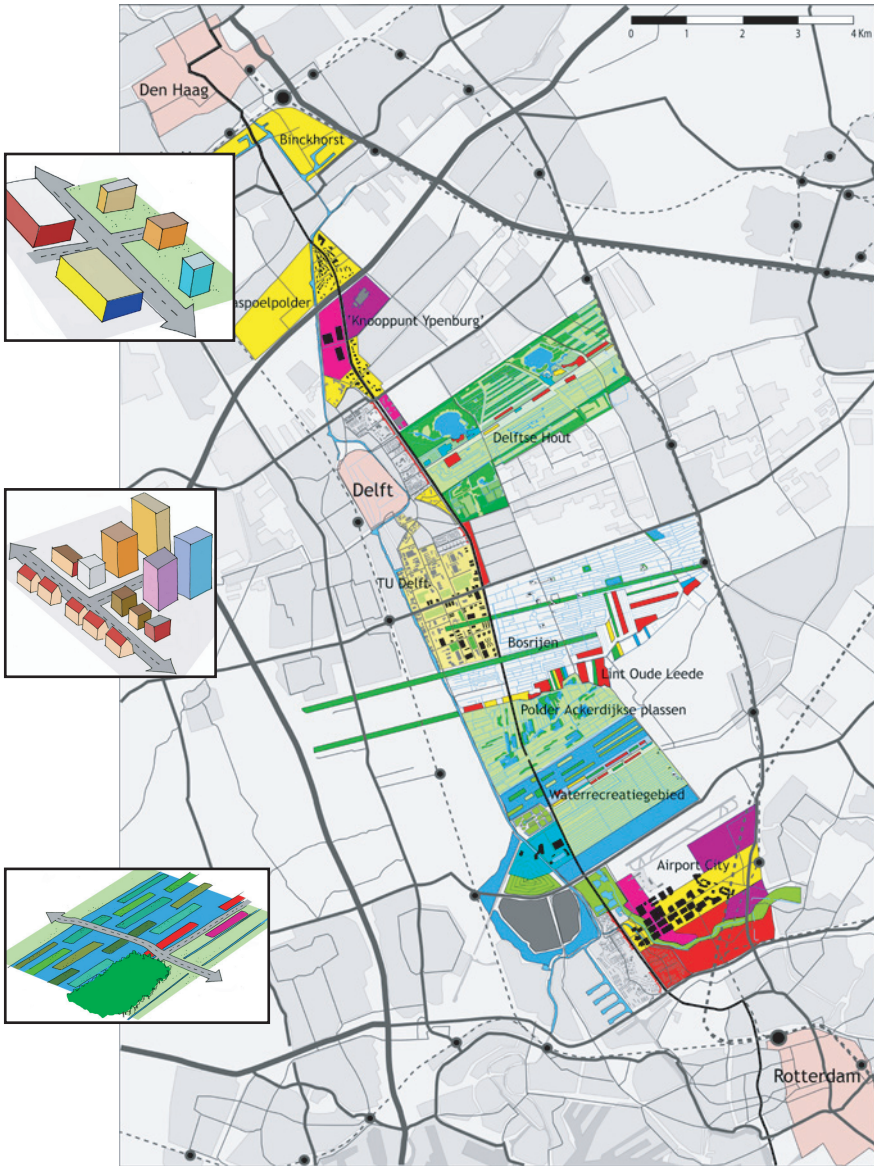 0 1 2 3 4 Km
Den Haag
Binckhorst
aspoelpolder
'Knooppunt Ypenburg'
Delftse Hout
Delft
TU Delft
Bosrijen
Lint Oude Leede
Polder Ackerdijkse plassen
Waterrecreatiegebied
Airport City
Rotterdam